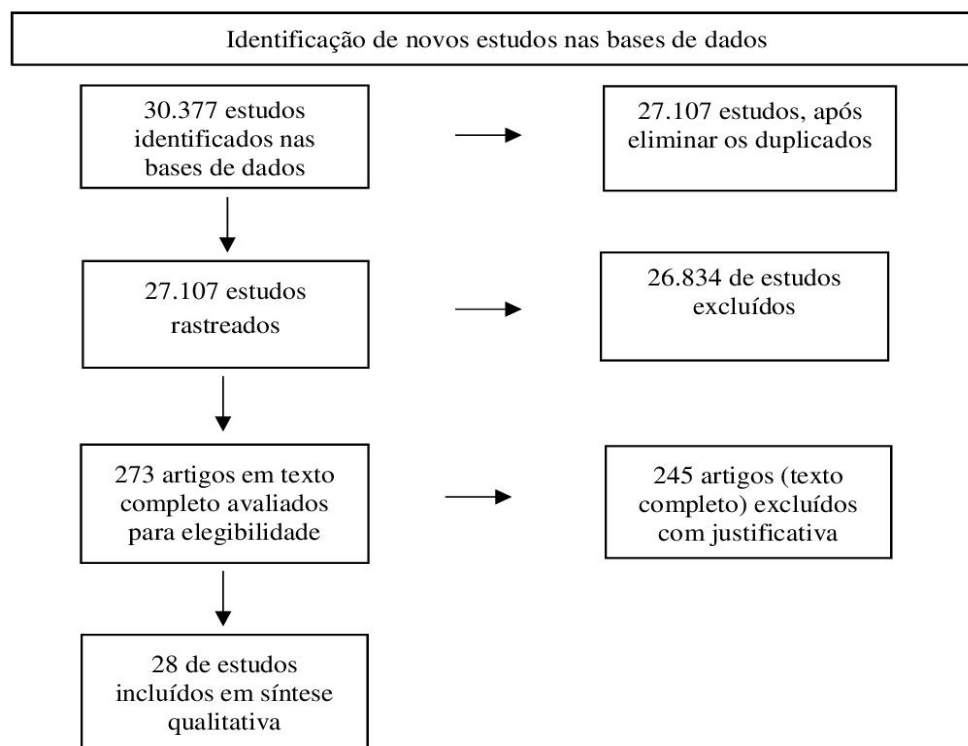 Identificação de novos estudos nas bases de dados
30.377 estudos
identificados nas
bases de dados
27.107 estudos, após
eliminar os duplicados
27.107 estudos
rastreados
26.834 de estudos
excluídos
273 artigos em texto
completo avaliados
para elegibilidade
245 artigos (texto
completo) excluídos
com justificativa
28 de estudos
incluídos em síntese
qualitativa